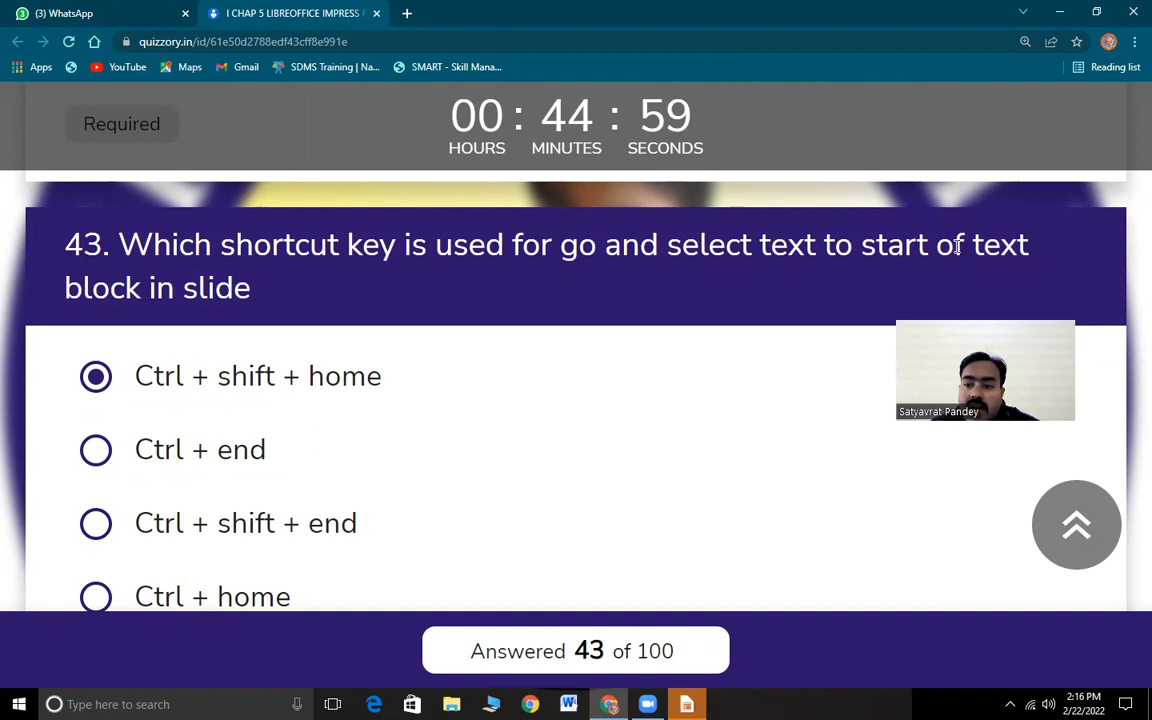 (3) WhatsApp
I CHAP 5 LIBREOFFICE IMPRESS
quizzory.in/id/61e50d2788edf43cff8e991e
Apps
YouTube
Maps
Gmail
SDMS Training | Na...
SMART - Skill Mana...
Reading list
Required
00 : 44 : 59
HOURS MINUTES SECONDS
43. Which shortcut key is used for go and select text to start of text
block in slide
Ctrl + shift + home
Ctrl + end
Ctrl + shift + end
Ctrl + home
Satyavrat Pandey
Answered 43 of 100
Type here to search
2:16 PM
2/22/2022